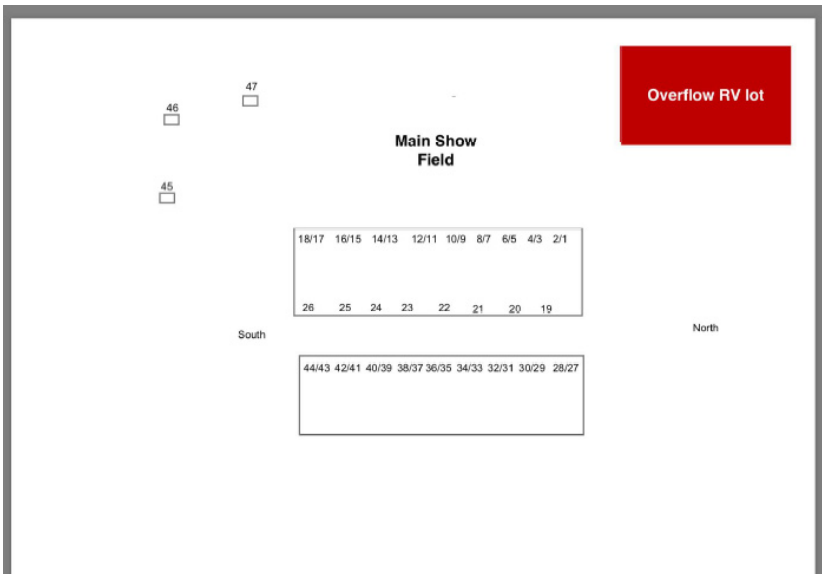 Overflow RV lot
47
46
Main Show
Field
45
18/17 16/15 14/13 12/11 10/9 8/7 6/5 4/3 2/1
26 25 24 23 22 21 20 19
South
North
44/43 42/41 40/39 38/37 36/35 34/33 32/31 30/29 28/27